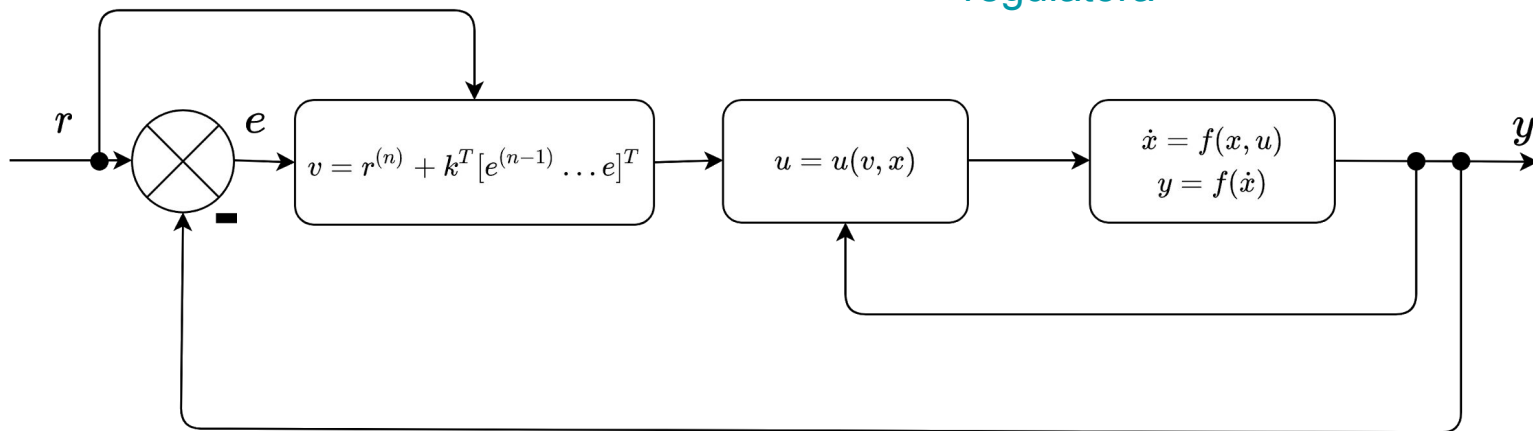 regulatora
r
e
v = r^{(n)} + k^T [e^{(n-1)} … e]^T
u = u(v, x)
ẋ = f(x, u)
y = f(ẋ)
y
-